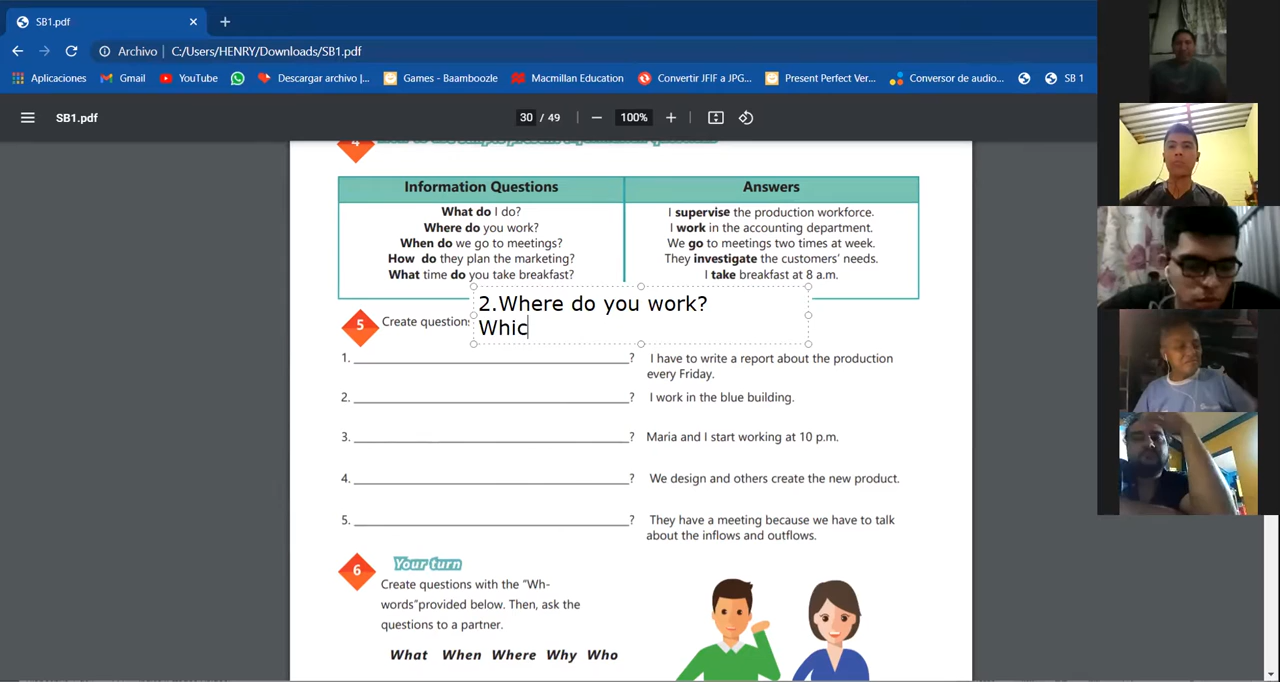 SB1.pdf
Archivo C:/Users/HENRY/Downloads/SB1.pdf
Aplicaciones Gmail YouTube Descargar archivo |... Games - Baamboozle Macmillan Education Convertir JFIF a JPG... Present Perfect Ver... Conversor de audio... SB 1
SB1.pdf 30 / 49 100%
4
Information Questions Answers
What do I do? I supervise the production workforce.
Where do you work? I work in the accounting department.
When do we go to meetings? We go to meetings two times at week.
How do they plan the marketing? They investigate the customers' needs.
What time do you take breakfast? I take breakfast at 8 a.m.
2.Where do you work?
Whic
5 Create question
1. ? I have to write a report about the production
every Friday.
2. ? I work in the blue building.
3. ? Maria and I start working at 10 p.m.
4. ? We design and others create the new product.
5. ? They have a meeting because we have to talk
about the inflows and outflows.
6 Your turn
Create questions with the "Wh-
words"provided below. Then, ask the
questions to a partner.
What When Where Why Who